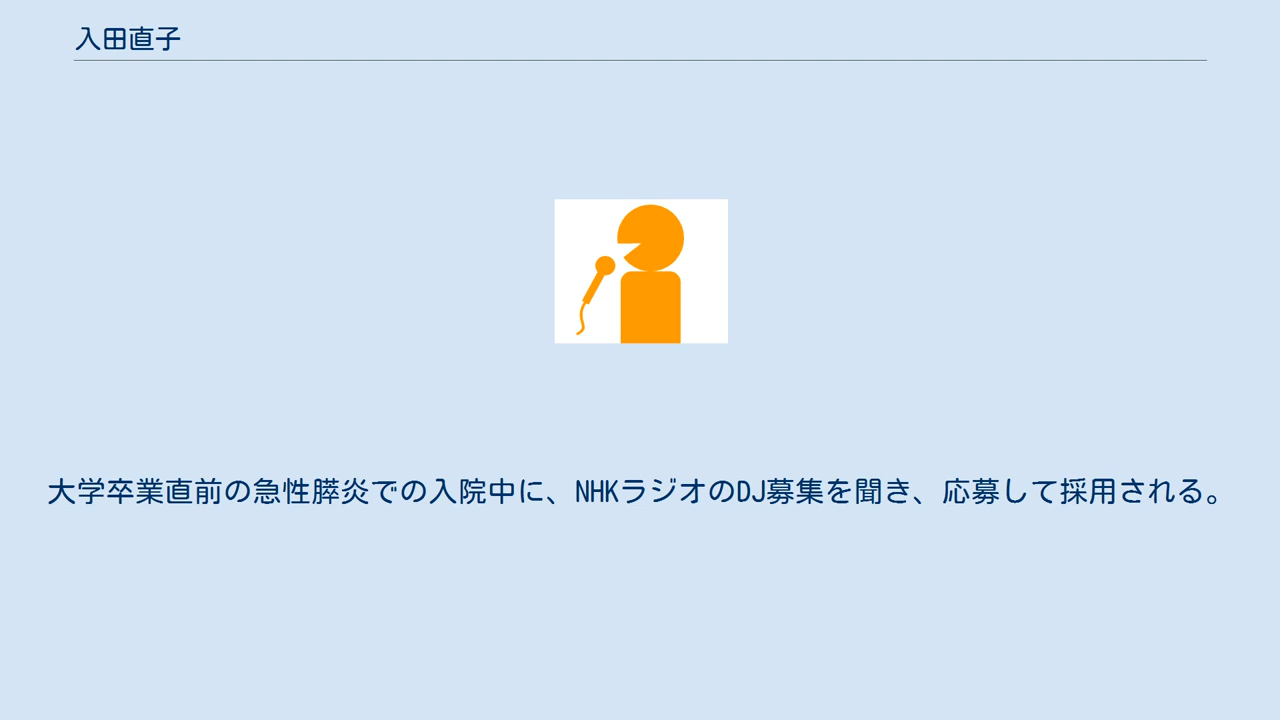 入田直子
大学卒業直前の急性膵炎での入院中に、NHKラジオのDJ募集を聞き、応募して採用される。